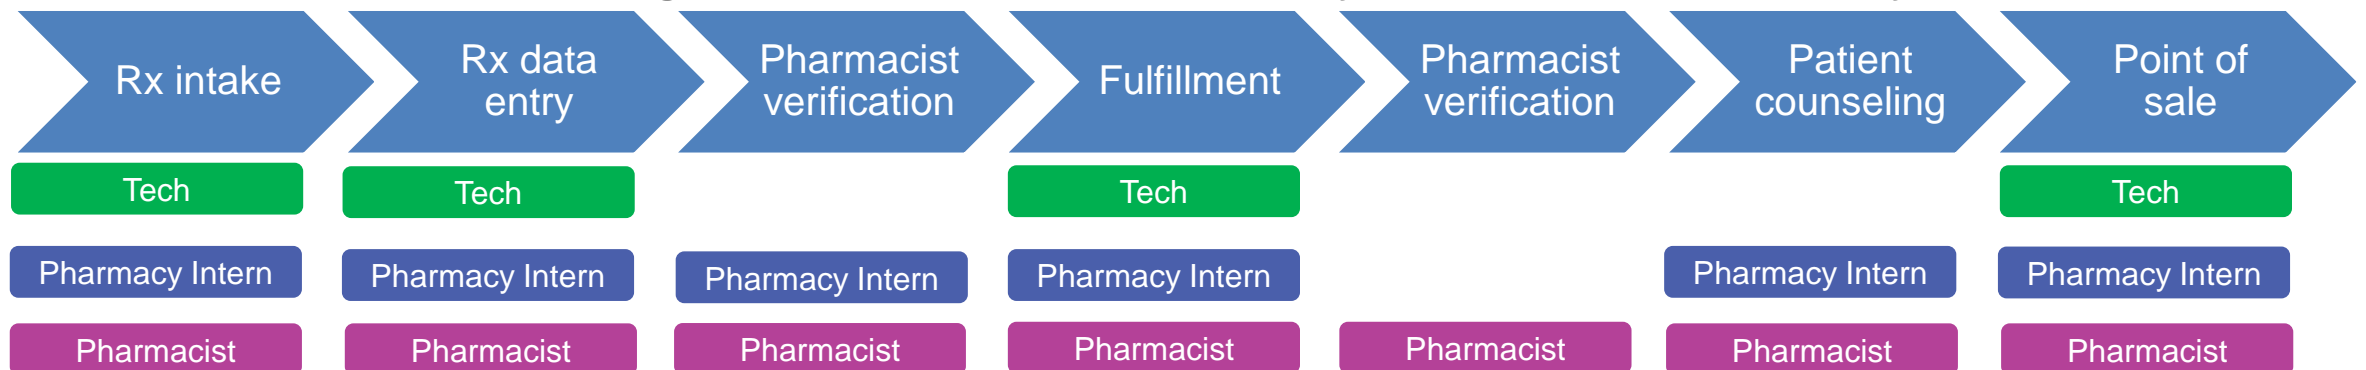 Rx intake
Rx data
entry
Pharmacist
verification
Fulfillment
Pharmacist
verification
Patient
counseling
Point of
sale
Tech
Tech
Tech
Tech
Pharmacy Intern
Pharmacy Intern
Pharmacy Intern
Pharmacy Intern
Pharmacy Intern
Pharmacy Intern
Pharmacist
Pharmacist
Pharmacist
Pharmacist
Pharmacist
Pharmacist
Pharmacist